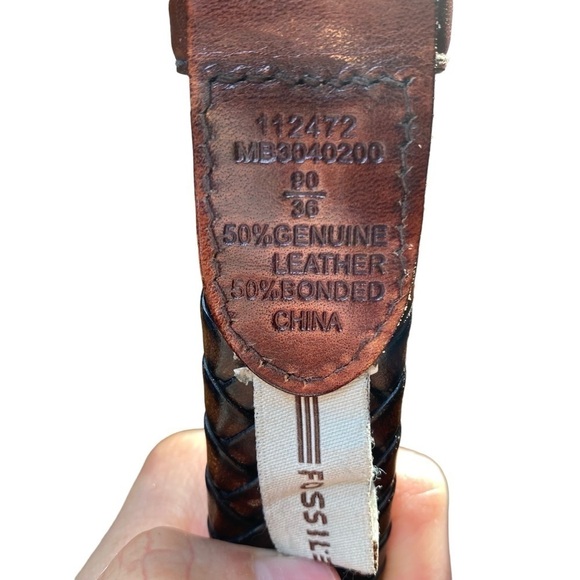 112472
MB3040200
90
36
50%GENUINE
LEATHER
50%BONDED
CHINA
FOSSIL